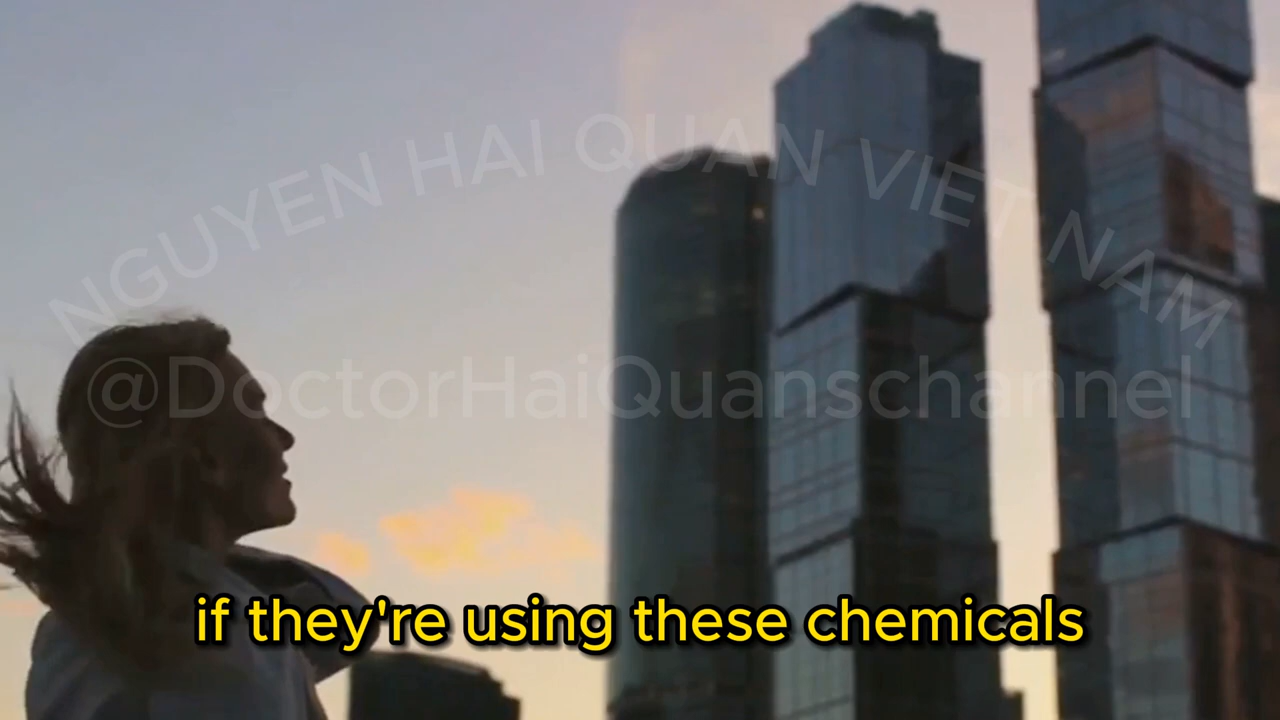 NGUYEN HAI QUAN VIET NAM
@DoctorHaiQuanschannel
if they're using these chemicals